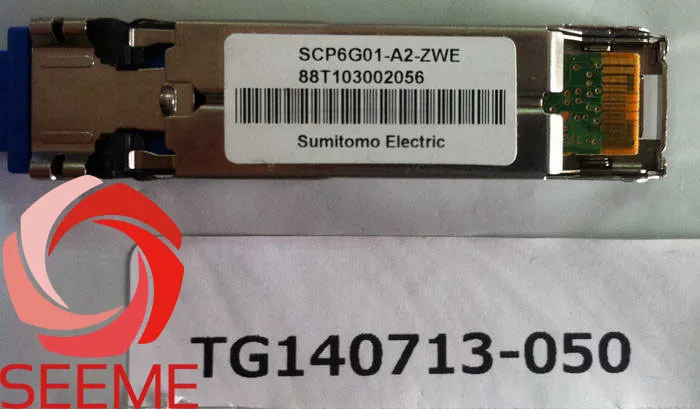 SCP6G01-A2-ZWE
88T103002056
Sumitomo Electric
TG140713-050
SEEME